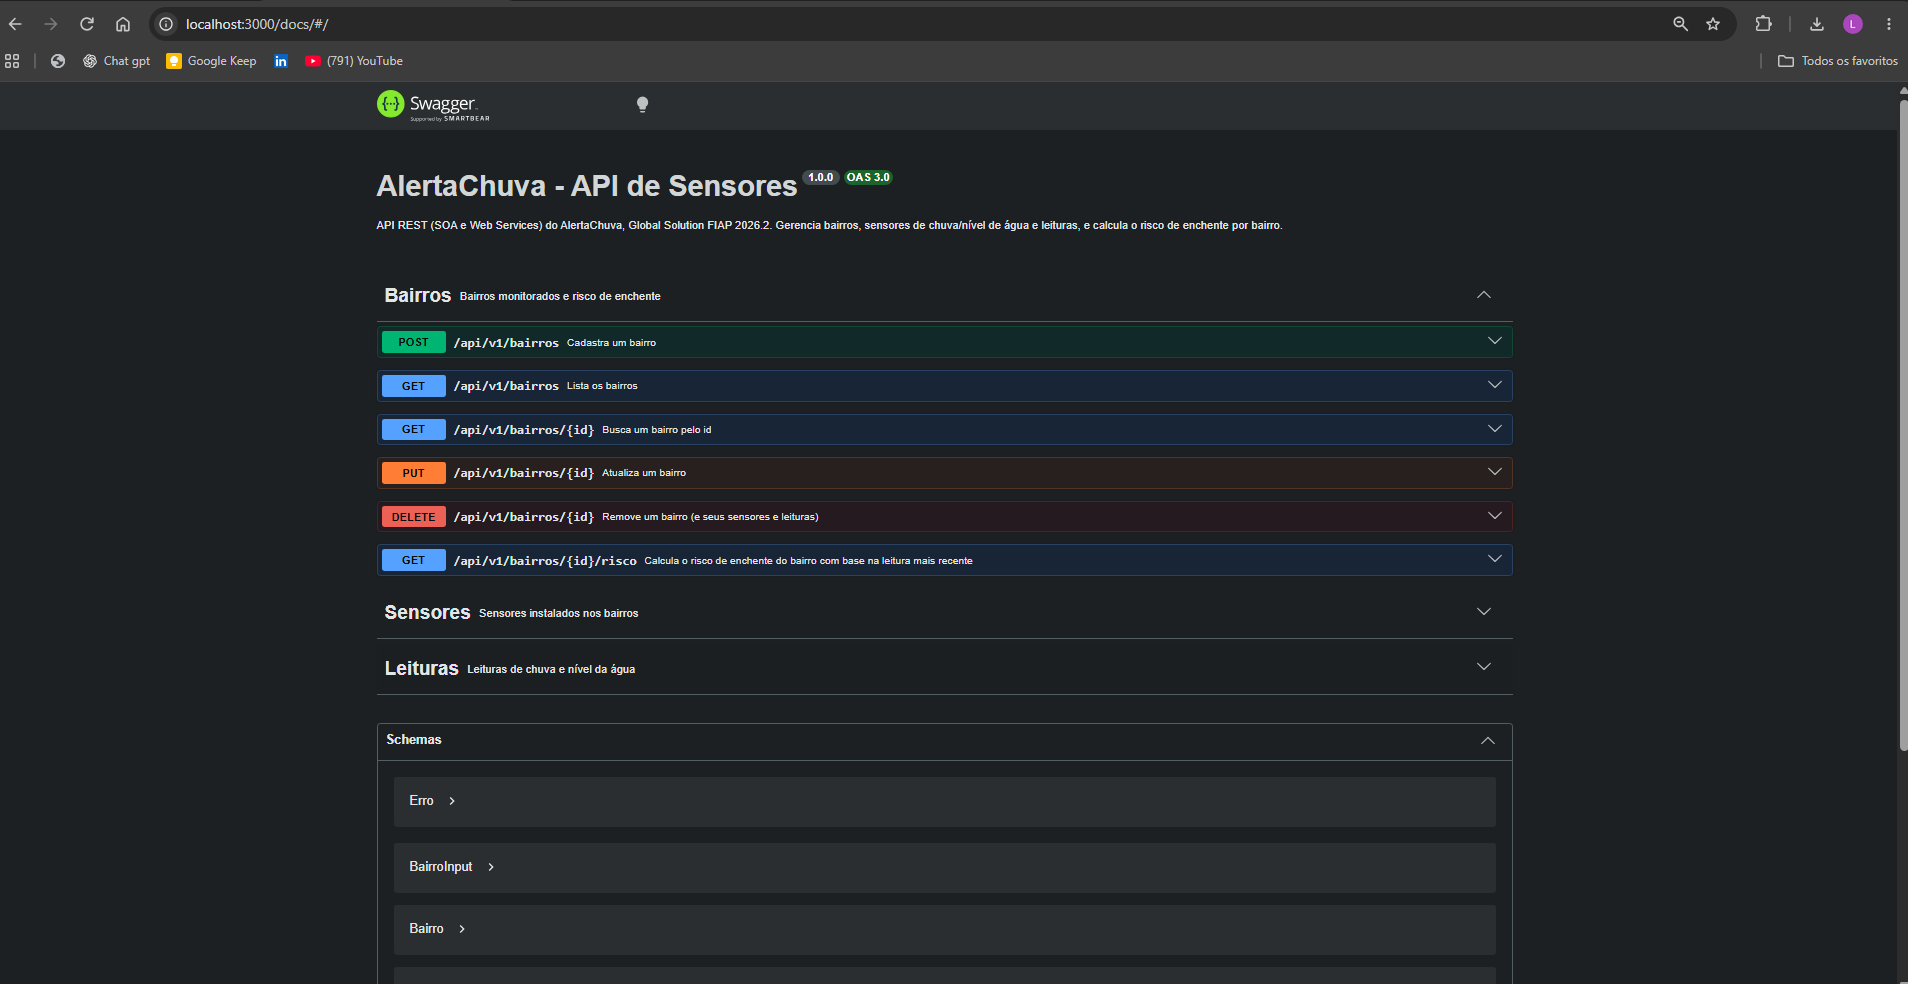 localhost:3000/docs/#/
L
Chat gpt
Google Keep
in
(791) YouTube
Todos os favoritos
{··} Swagger
Supported by SMARTBEAR
AlertaChuva - API de Sensores 1.0.0 OAS 3.0
API REST (SOA e Web Services) do AlertaChuva, Global Solution FIAP 2026.2. Gerencia bairros, sensores de chuva/nível de água e leituras, e calcula o risco de enchente por bairro.
Bairros Bairros monitorados e risco de enchente
POST /api/v1/bairros Cadastra um bairro
GET /api/v1/bairros Lista os bairros
GET /api/v1/bairros/{id} Busca um bairro pelo id
PUT /api/v1/bairros/{id} Atualiza um bairro
DELETE /api/v1/bairros/{id} Remove um bairro (e seus sensores e leituras)
GET /api/v1/bairros/{id}/risco Calcula o risco de enchente do bairro com base na leitura mais recente
Sensores Sensores instalados nos bairros
Leituras Leituras de chuva e nível da água
Schemas
Erro
BairroInput
Bairro